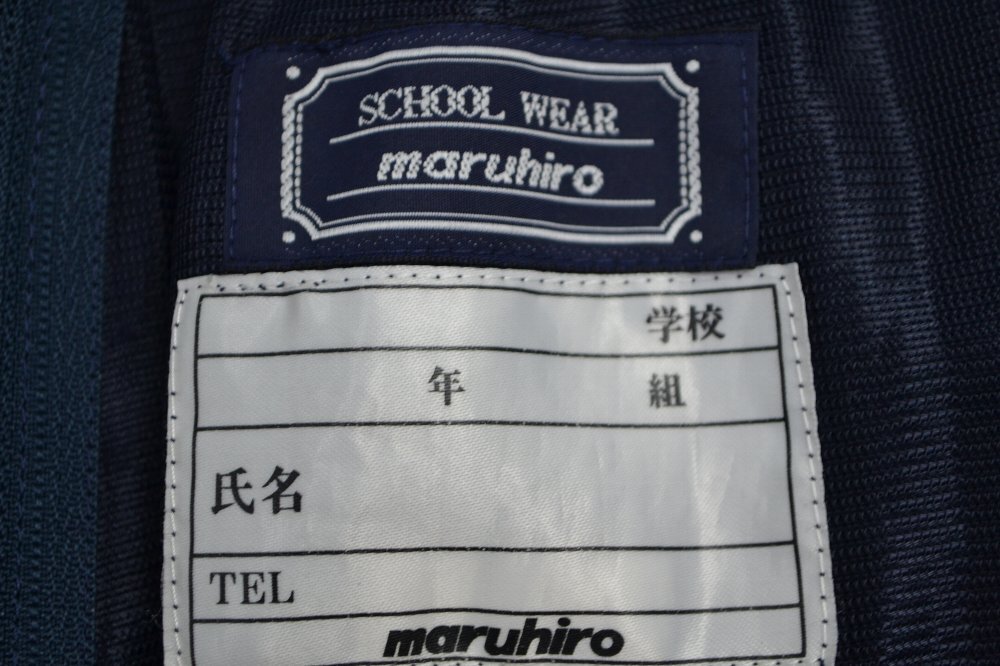 SCHOOL WEAR
maruhiro
学校
年 組
氏名
TEL
maruhiro